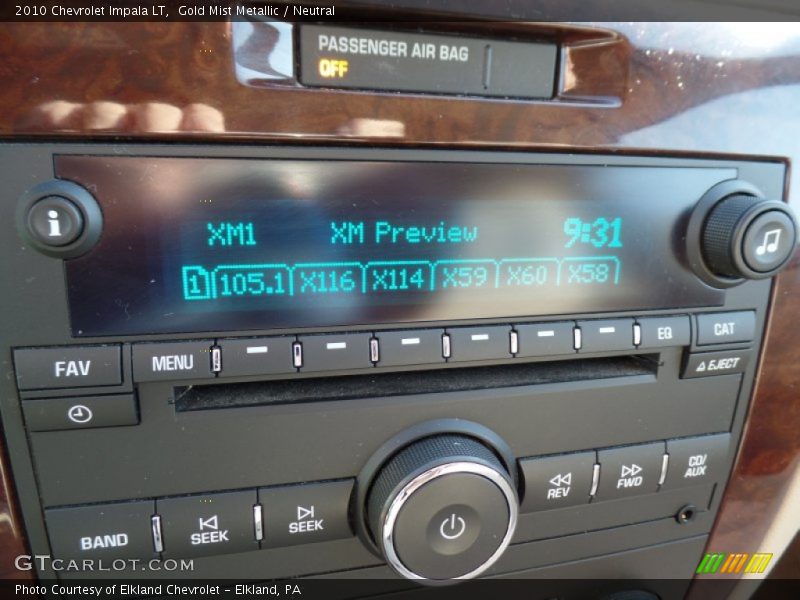 2010 Chevrolet Impala LT, Gold Mist Metallic / Neutral
PASSENGER AIR BAG
OFF
i
XM1 XM Preview 9:31
1 105.1 X116 X114 X59 X60 X58
FAV MENU EQ CAT
EJECT
BAND SEEK SEEK REV FWD CD/AUX
GTCarLot.com
Photo Courtesy of Elkland Chevrolet - Elkland, PA